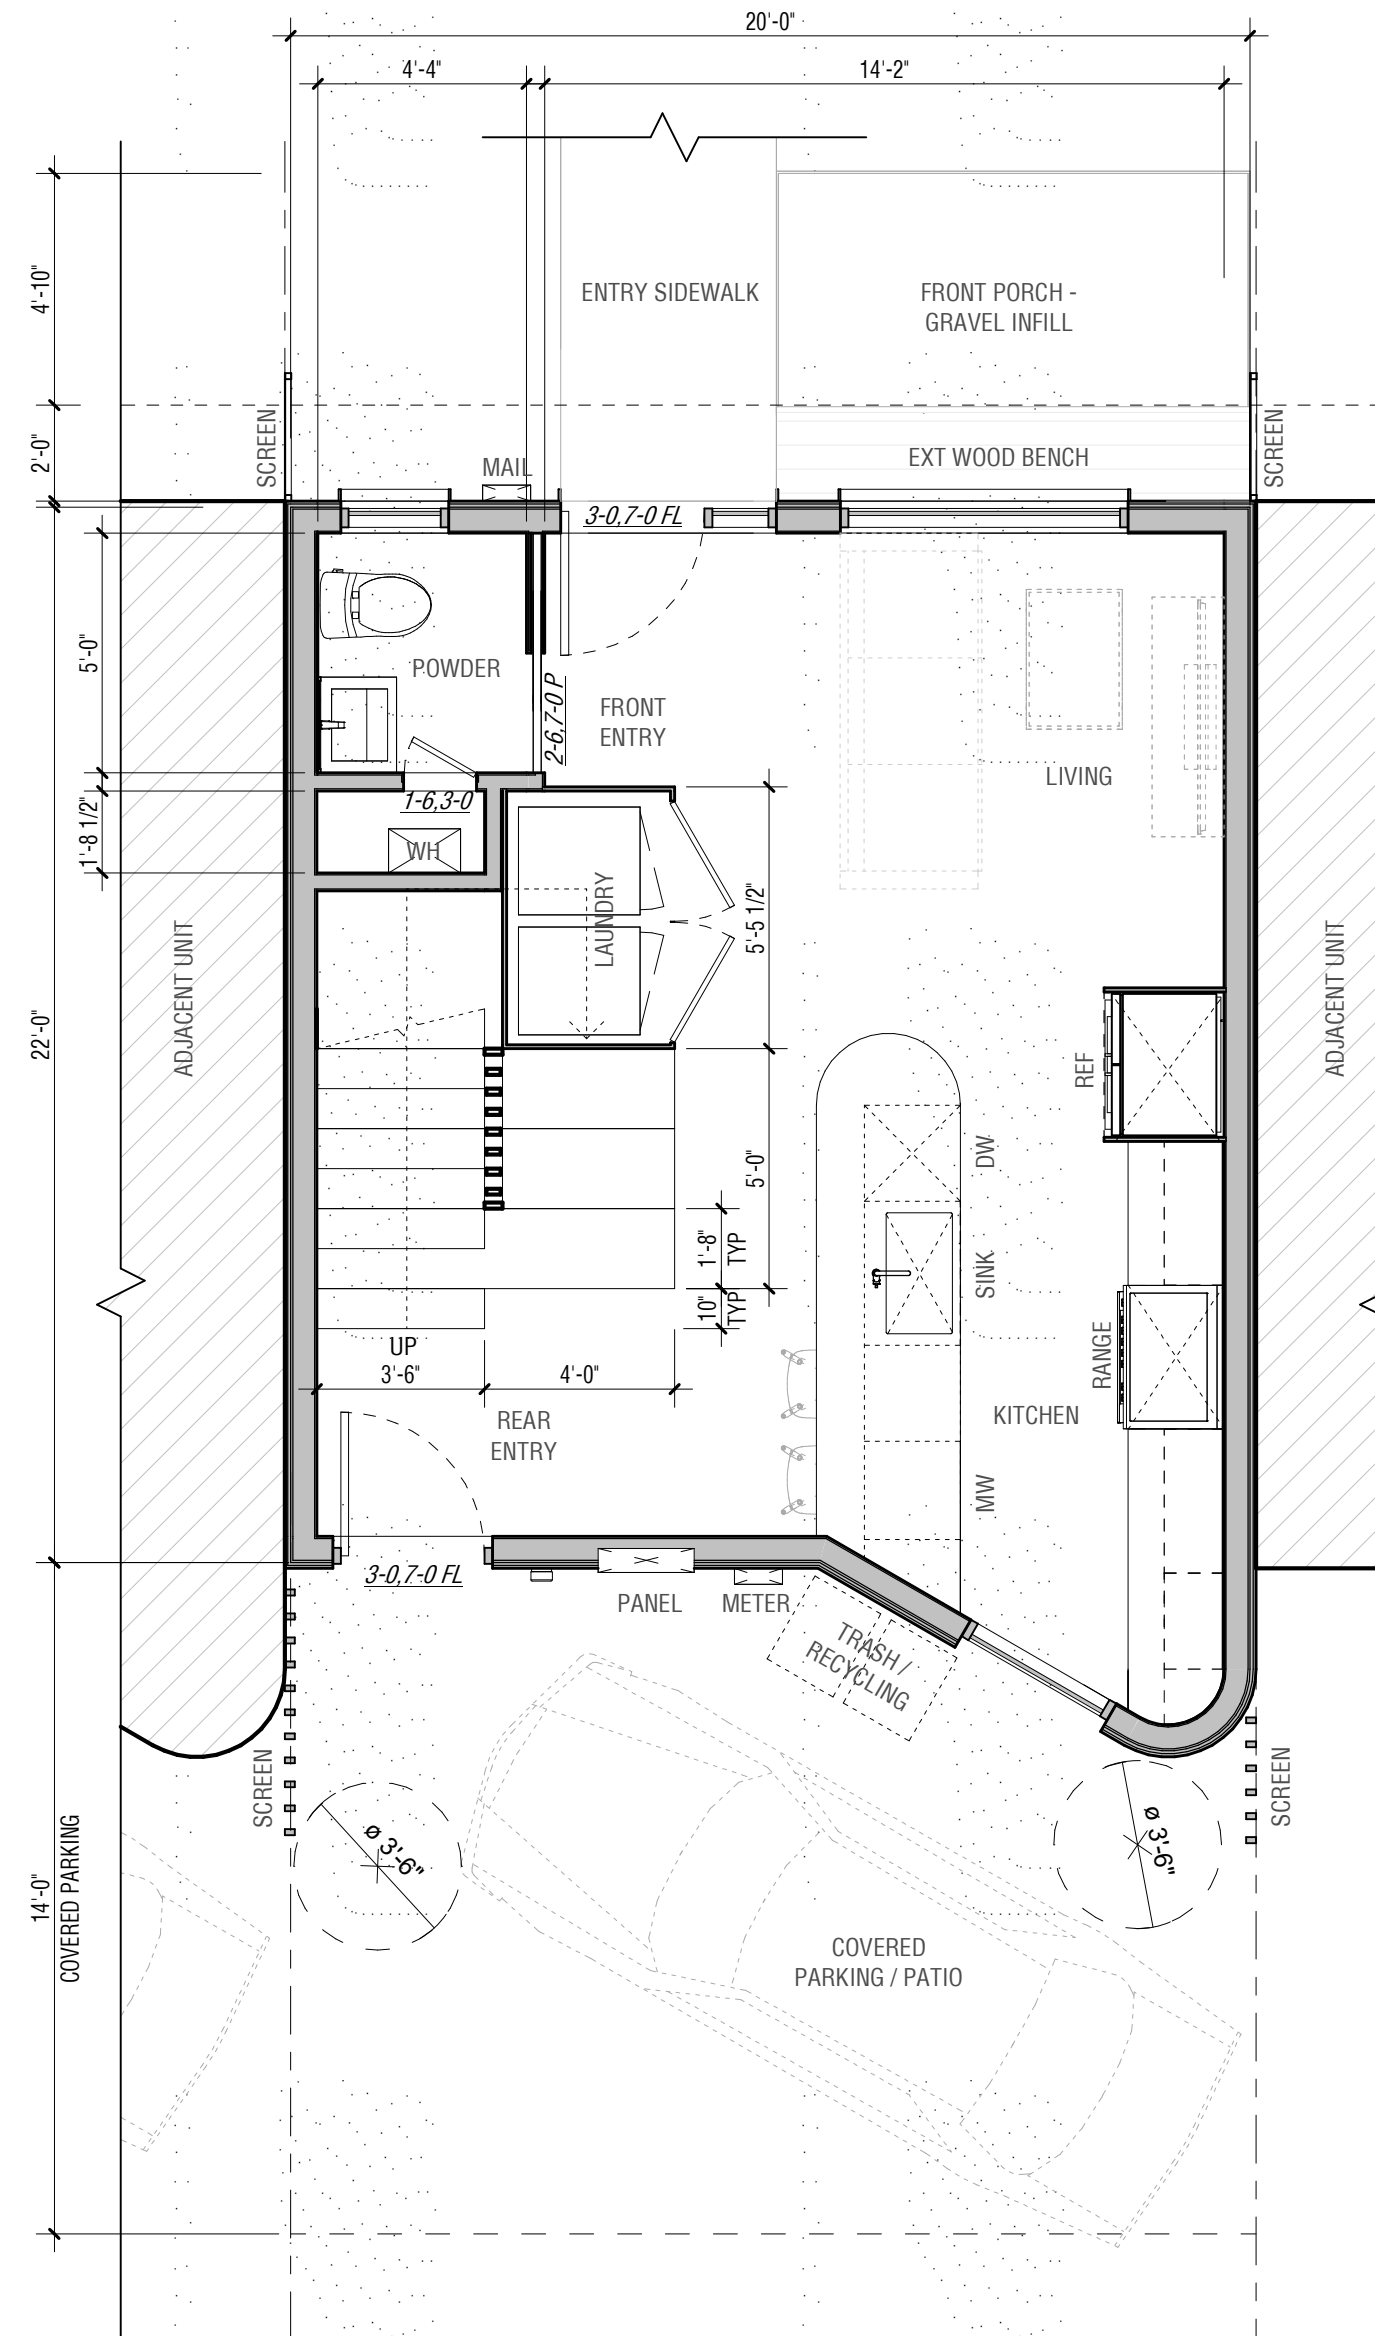 20'-0"
4'-4"
14'-2"
4'-10"
ENTRY SIDEWALK
FRONT PORCH -
GRAVEL INFILL
2'-0"
SCREEN
MAIL
EXT WOOD BENCH
SCREEN
3-0,7-0 FL
5'-0"
POWDER
2-6,7-0 P
FRONT
ENTRY
LIVING
1'-8 1/2"
1-6,3-0
WH
LAUNDRY
5'-5 1/2"
ADJACENT UNIT
ADJACENT UNIT
22'-0"
REF
DW
5'-0"
1'-8"
TYP
SINK
10"
TYP
UP
3'-6"
4'-0"
RANGE
REAR
ENTRY
KITCHEN
MW
3-0,7-0 FL
PANEL
METER
TRASH /
RECYCLING
SCREEN
SCREEN
ø 3'-6"
ø 3'-6"
14'-0"
COVERED PARKING
COVERED
PARKING / PATIO